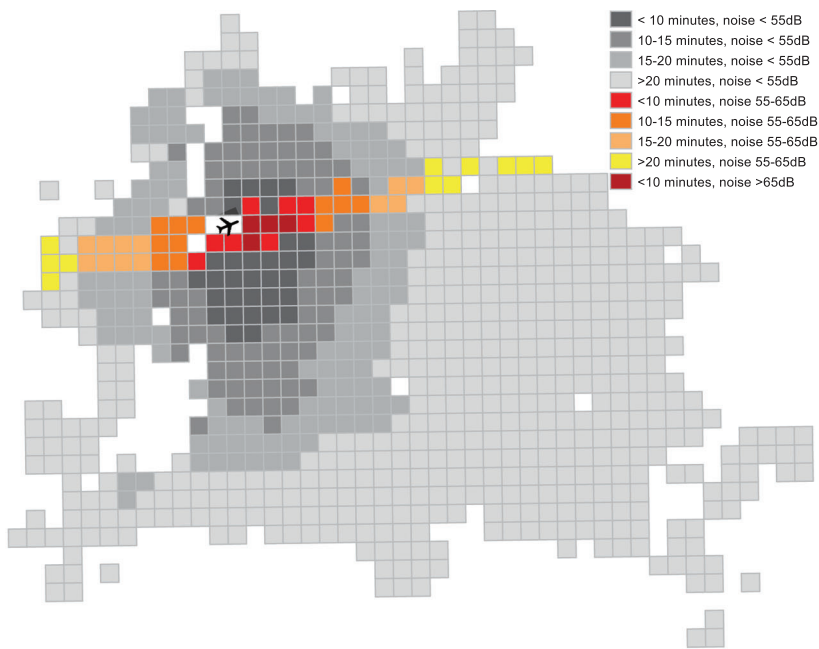 < 10 minutes, noise < 55dB
10-15 minutes, noise < 55dB
15-20 minutes, noise < 55dB
>20 minutes, noise < 55dB
<10 minutes, noise 55-65dB
10-15 minutes, noise 55-65dB
15-20 minutes, noise 55-65dB
>20 minutes, noise 55-65dB
<10 minutes, noise >65dB